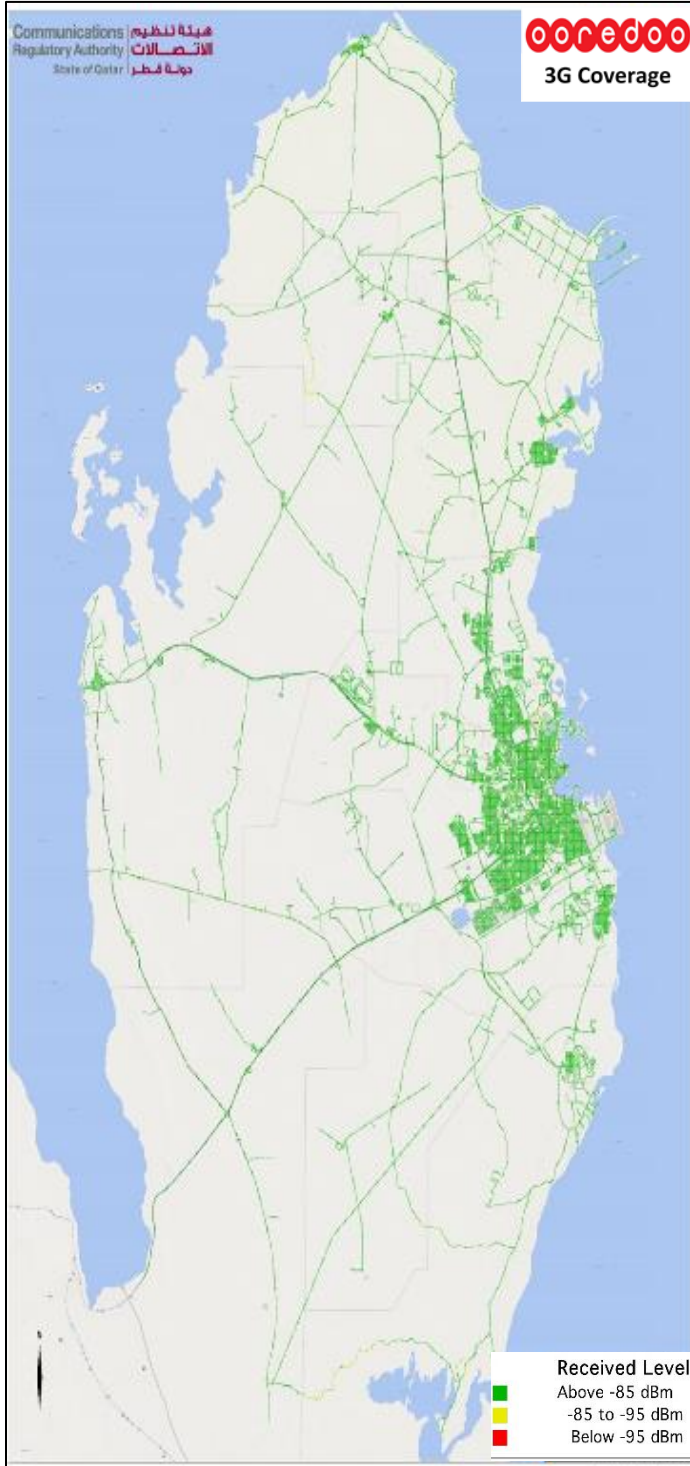 Communications
Regulatory Authority
State of Qatar
هيئة تنظيم
الاتصالات
دولة قطر
ooredoo
3G Coverage
Received Level
Above -85 dBm
-85 to -95 dBm
Below -95 dBm